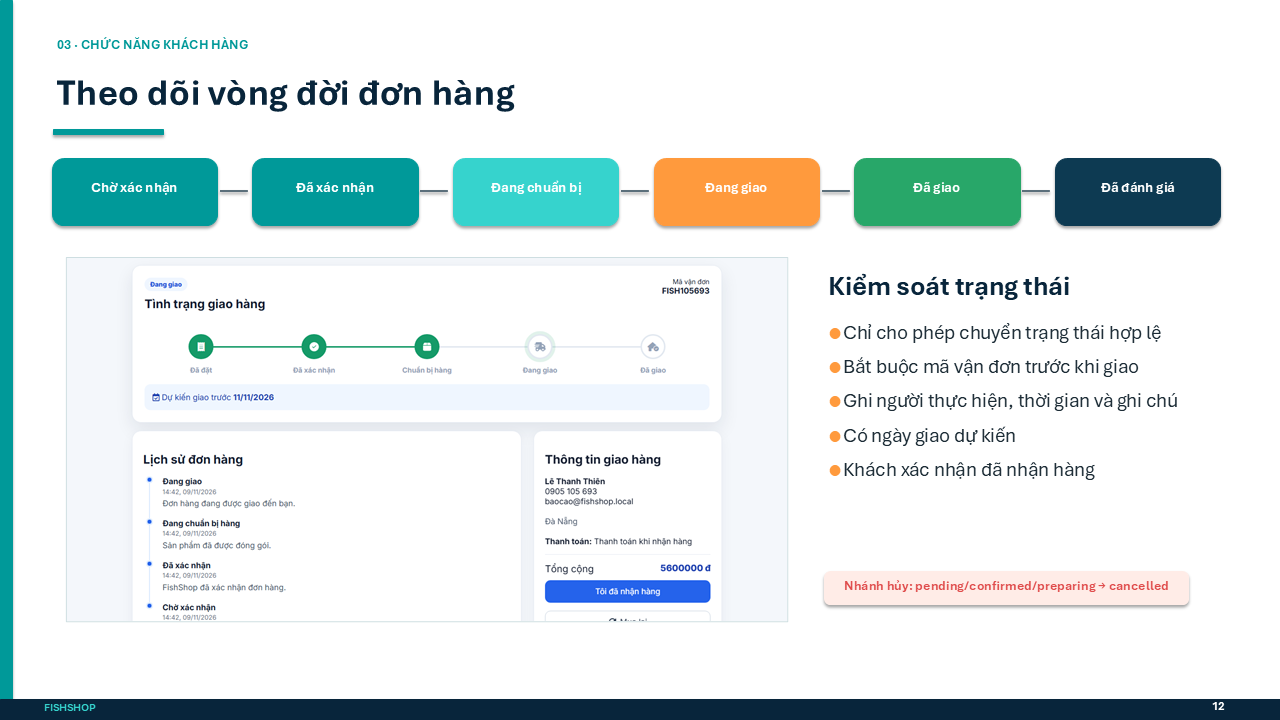 03 · CHỨC NĂNG KHÁCH HÀNG
Theo dõi vòng đời đơn hàng
Chờ xác nhận
Đã xác nhận
Đang chuẩn bị
Đang giao
Đã giao
Đã đánh giá
Đang giao
Tình trạng giao hàng
Mã vận đơn
FISH105693
Đã đặt
Đã xác nhận
Chuẩn bị hàng
Đang giao
Đã giao
Dự kiến giao trước 11/11/2026
Lịch sử đơn hàng
Đang giao
14:42, 09/11/2026
Đơn hàng đang được giao đến bạn.
Đang chuẩn bị hàng
14:42, 09/11/2026
Sản phẩm đã được đóng gói.
Đã xác nhận
14:42, 09/11/2026
FishShop đã xác nhận đơn hàng.
Chờ xác nhận
14:42, 09/11/2026
Thông tin giao hàng
Lê Thanh Thiên
0905 105 693
baocao@fishshop.local
Đà Nẵng
Thanh toán: Thanh toán khi nhận hàng
Tổng cộng 5600000 đ
Tôi đã nhận hàng
Kiểm soát trạng thái
Chỉ cho phép chuyển trạng thái hợp lệ
Bắt buộc mã vận đơn trước khi giao
Ghi người thực hiện, thời gian và ghi chú
Có ngày giao dự kiến
Khách xác nhận đã nhận hàng
Nhánh hủy: pending/confirmed/preparing → cancelled
FISHSHOP
12